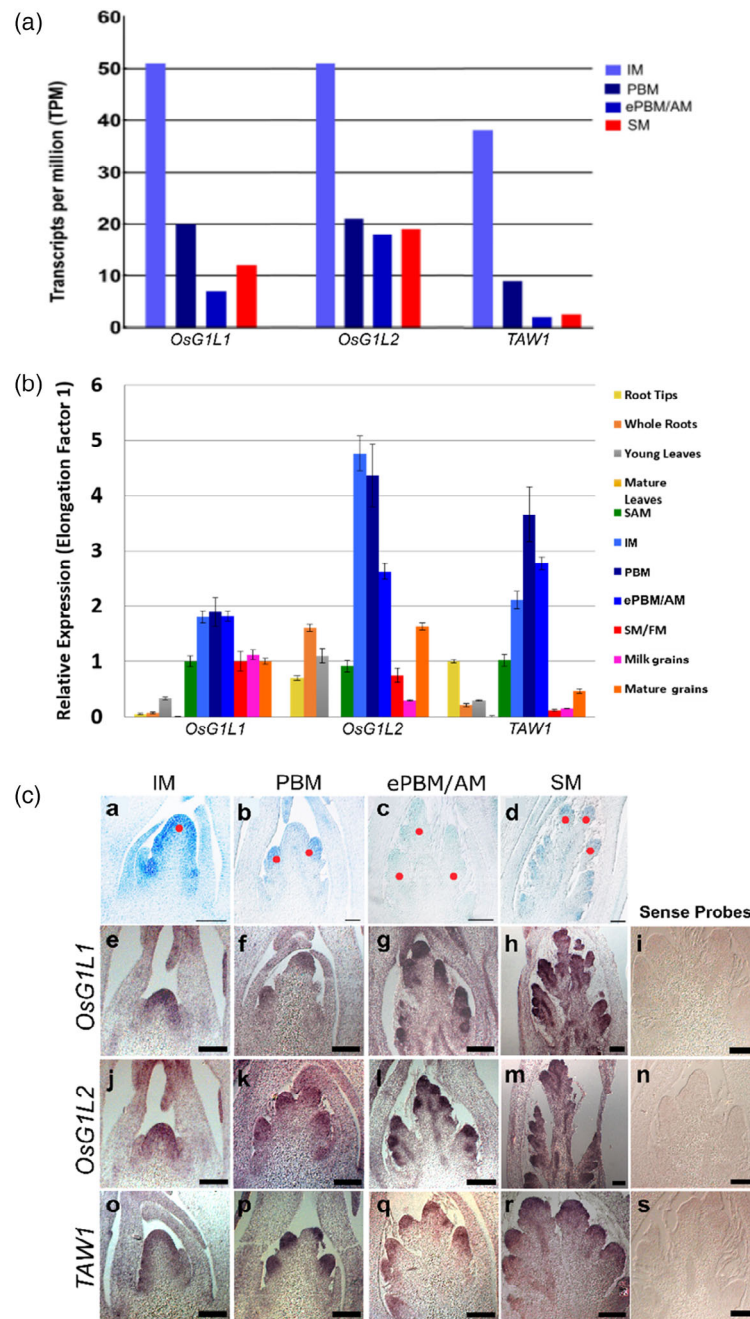 (a)
Transcripts per million (TPM)
60
50
40
30
20
10
0
OsG1L1
OsG1L2
TAW1
IM
PBM
ePBM/AM
SM
(b)
Relative Expression (Elongation Factor 1)
6
5
4
3
2
1
0
OsG1L1
OsG1L2
TAW1
Root Tips
Whole Roots
Young Leaves
Mature
Leaves
SAM
IM
PBM
ePBM/AM
SM/FM
Milk grains
Mature grains
(c)
IM PBM ePBM/AM SM
a b c d
Sense Probes
OsG1L1
e f g h i
OsG1L2
j k l m n
TAW1
o p q r s